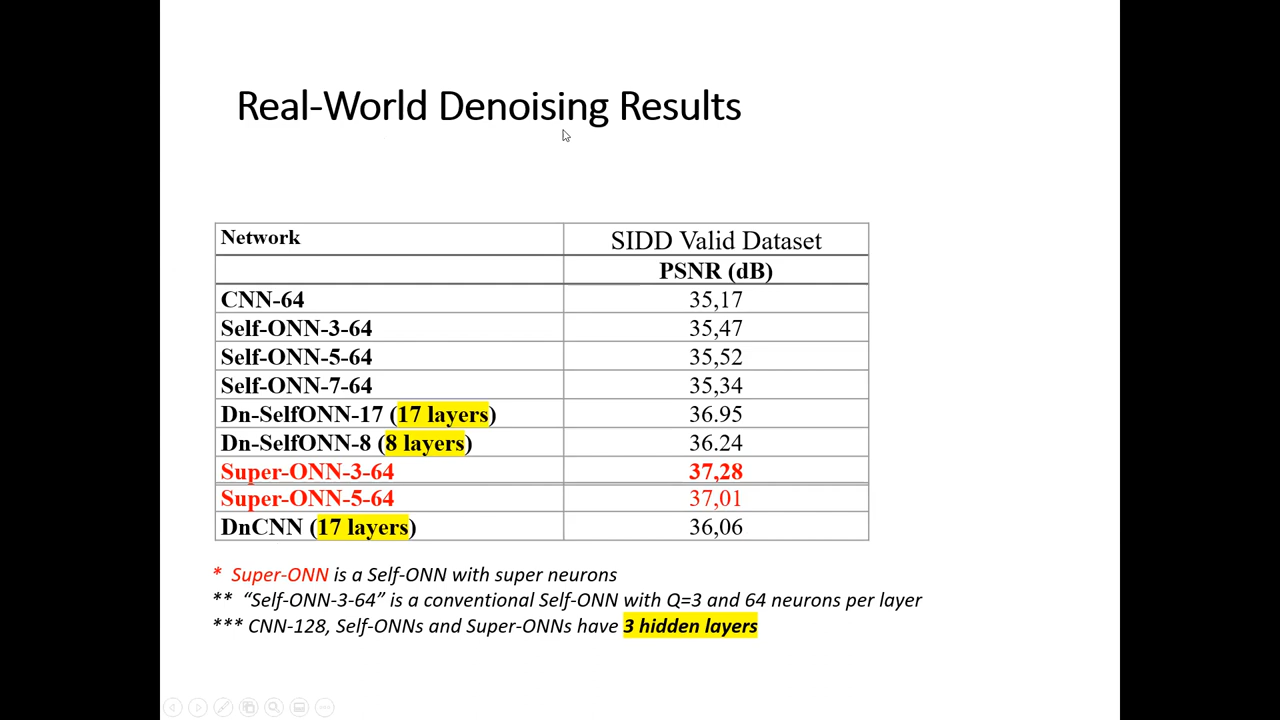 Real-World Denoising Results
Network SIDD Valid Dataset
PSNR (dB)
CNN-64 35,17
Self-ONN-3-64 35,47
Self-ONN-5-64 35,52
Self-ONN-7-64 35,34
Dn-SelfONN-17 (17 layers) 36.95
Dn-SelfONN-8 (8 layers) 36.24
Super-ONN-3-64 37,28
Super-ONN-5-64 37,01
DnCNN (17 layers) 36,06
* Super-ONN is a Self-ONN with super neurons
** “Self-ONN-3-64” is a conventional Self-ONN with Q=3 and 64 neurons per layer
*** CNN-128, Self-ONNs and Super-ONNs have 3 hidden layers